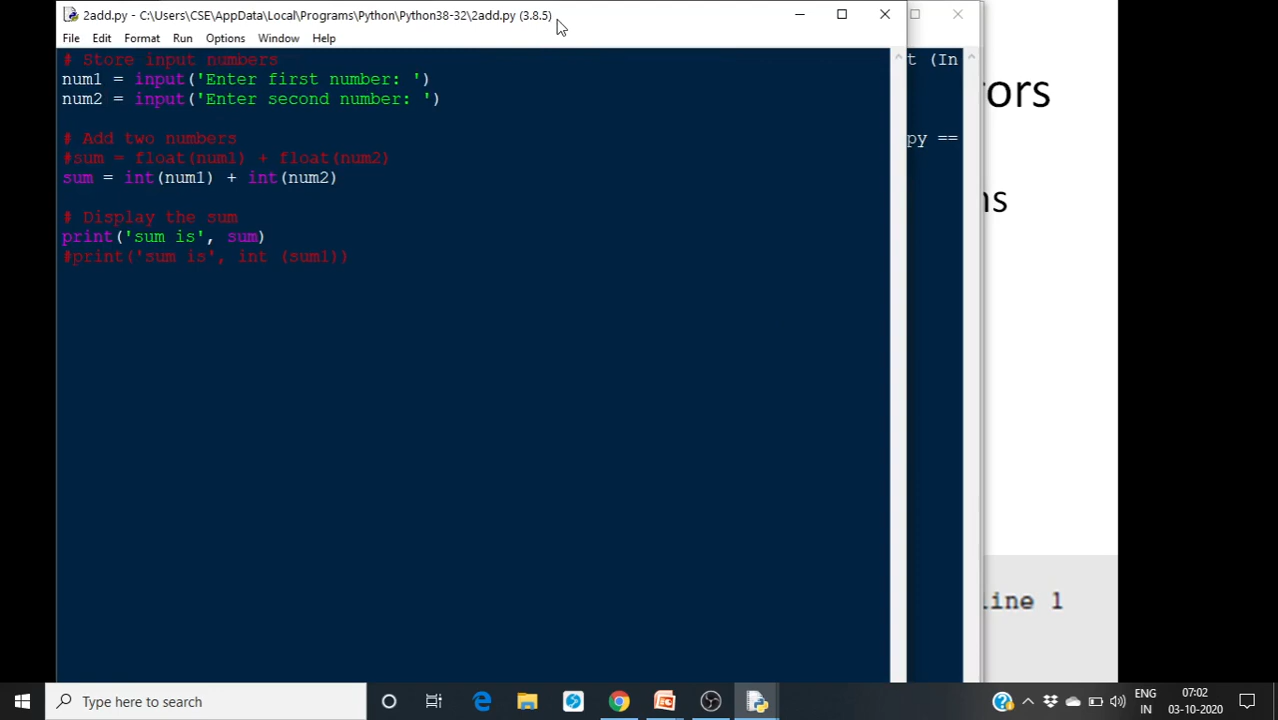 2add.py - C:\Users\CSE\AppData\Local\Programs\Python\Python38-32\2add.py (3.8.5)
File Edit Format Run Options Window Help
# Store input numbers
num1 = input('Enter first number: ')
num2 = input('Enter second number: ')
# Add two numbers
#sum = float(num1) + float(num2)
sum = int(num1) + int(num2)
# Display the sum
print('sum is', sum)
#print('sum is', int (sum1))
t (In
py ==
rors
ns
line 1
Type here to search
ENG
IN
07:02
03-10-2020